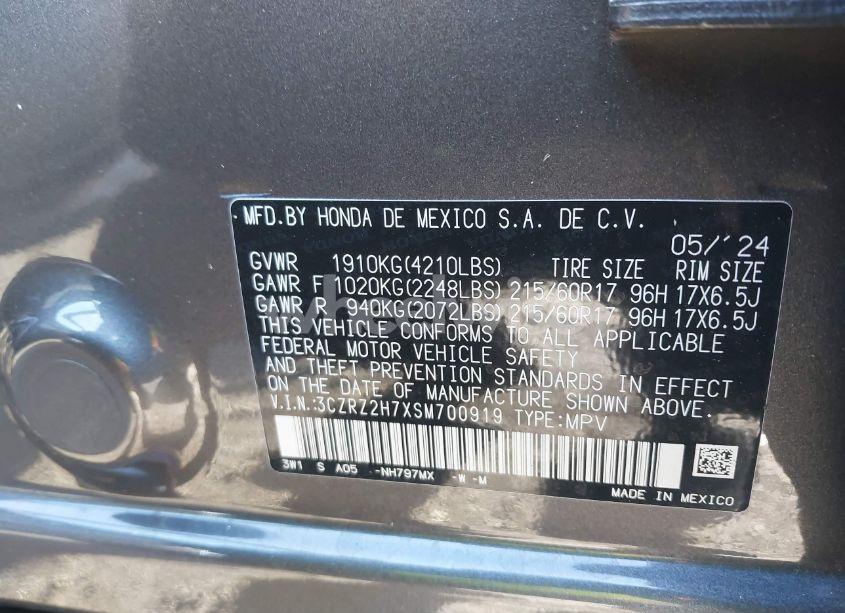 MFD.BY HONDA DE MEXICO S.A. DE C.V.
05/'24
GVWR 1910KG(4210LBS) TIRE SIZE RIM SIZE
GAWR F 1020KG(2248LBS) 215/60R17 96H 17X6.5J
GAWR R 940KG(2072LBS) 215/60R17 96H 17X6.5J
THIS VEHICLE CONFORMS TO ALL APPLICABLE
FEDERAL MOTOR VEHICLE SAFETY
AND THEFT PREVENTION STANDARDS IN EFFECT
ON THE DATE OF MANUFACTURE SHOWN ABOVE.
V.I.N.:3CZRZ2H7XSM700919 TYPE:MPV
3W1 S A05 -NH797MX -W -M
MADE IN MEXICO